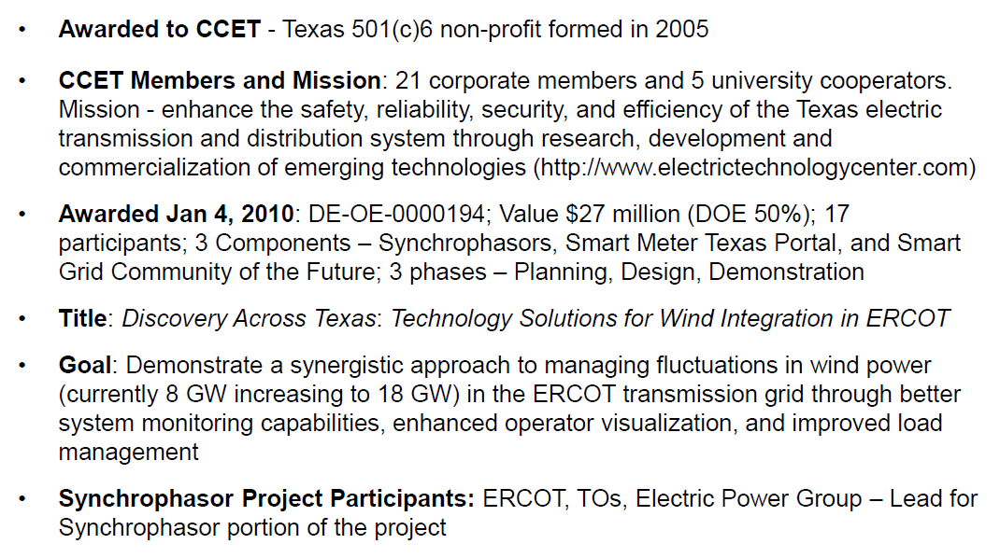 • Awarded to CCET - Texas 501(c)6 non-profit formed in 2005
• CCET Members and Mission: 21 corporate members and 5 university cooperators.
Mission - enhance the safety, reliability, security, and efficiency of the Texas electric
transmission and distribution system through research, development and
commercialization of emerging technologies (http://www.electrictechnologycenter.com)
• Awarded Jan 4, 2010: DE-OE-0000194; Value $27 million (DOE 50%); 17
participants; 3 Components – Synchrophasors, Smart Meter Texas Portal, and Smart
Grid Community of the Future; 3 phases – Planning, Design, Demonstration
• Title: Discovery Across Texas: Technology Solutions for Wind Integration in ERCOT
• Goal: Demonstrate a synergistic approach to managing fluctuations in wind power
(currently 8 GW increasing to 18 GW) in the ERCOT transmission grid through better
system monitoring capabilities, enhanced operator visualization, and improved load
management
• Synchrophasor Project Participants: ERCOT, TOs, Electric Power Group – Lead for
Synchrophasor portion of the project